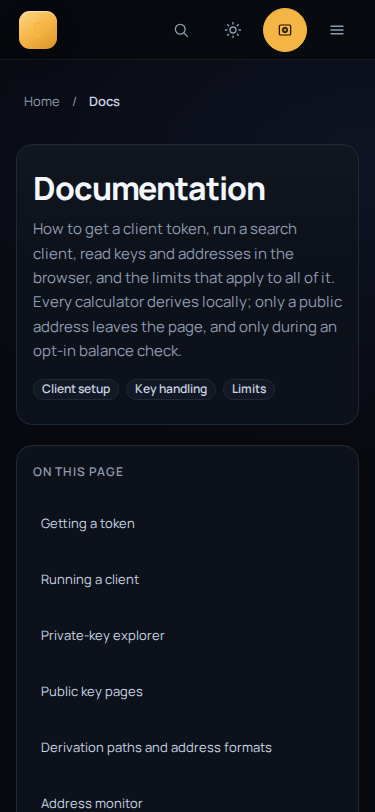 Home / Docs
Documentation
How to get a client token, run a search
client, read keys and addresses in the
browser, and the limits that apply to all of it.
Every calculator derives locally; only a public
address leaves the page, and only during an
opt-in balance check.
Client setup Key handling Limits
ON THIS PAGE
Getting a token
Running a client
Private-key explorer
Public key pages
Derivation paths and address formats
Address monitor